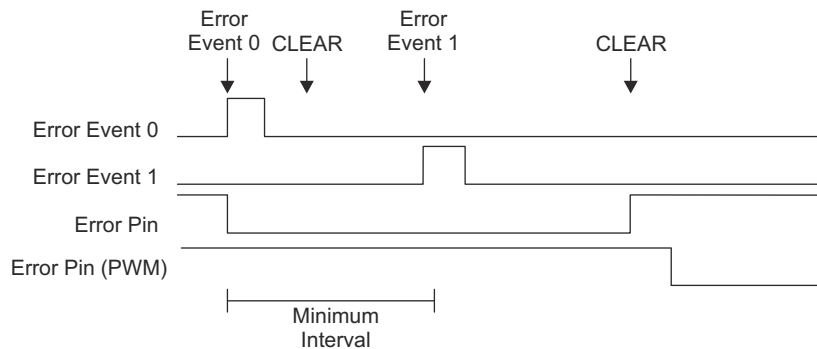 Error
Event 0
CLEAR
Error
Event 1
CLEAR
Error Event 0
Error Event 1
Error Pin
Error Pin (PWM)
Minimum
Interval